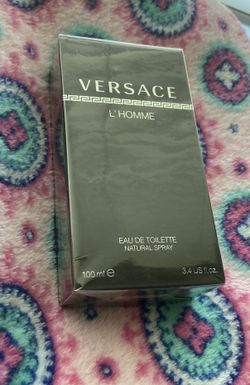 VERSACE
L'HOMME
EAU DE TOILETTE
NATURAL SPRAY
100 ml ℮ 3.4 US fl.oz.